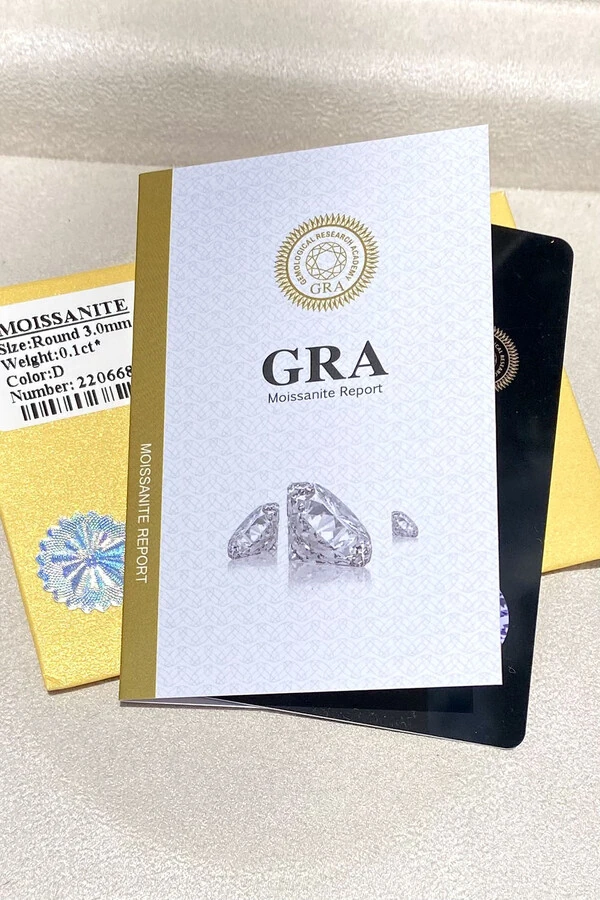 MOISSANITE
Size:Round 3.0mm
Weight:0.1ct*
Color:D
Number: 220668
GEMOLOGICAL RESEARCH ACADEMY
GRA
GRA
Moissanite Report
MOISSANITE REPORT